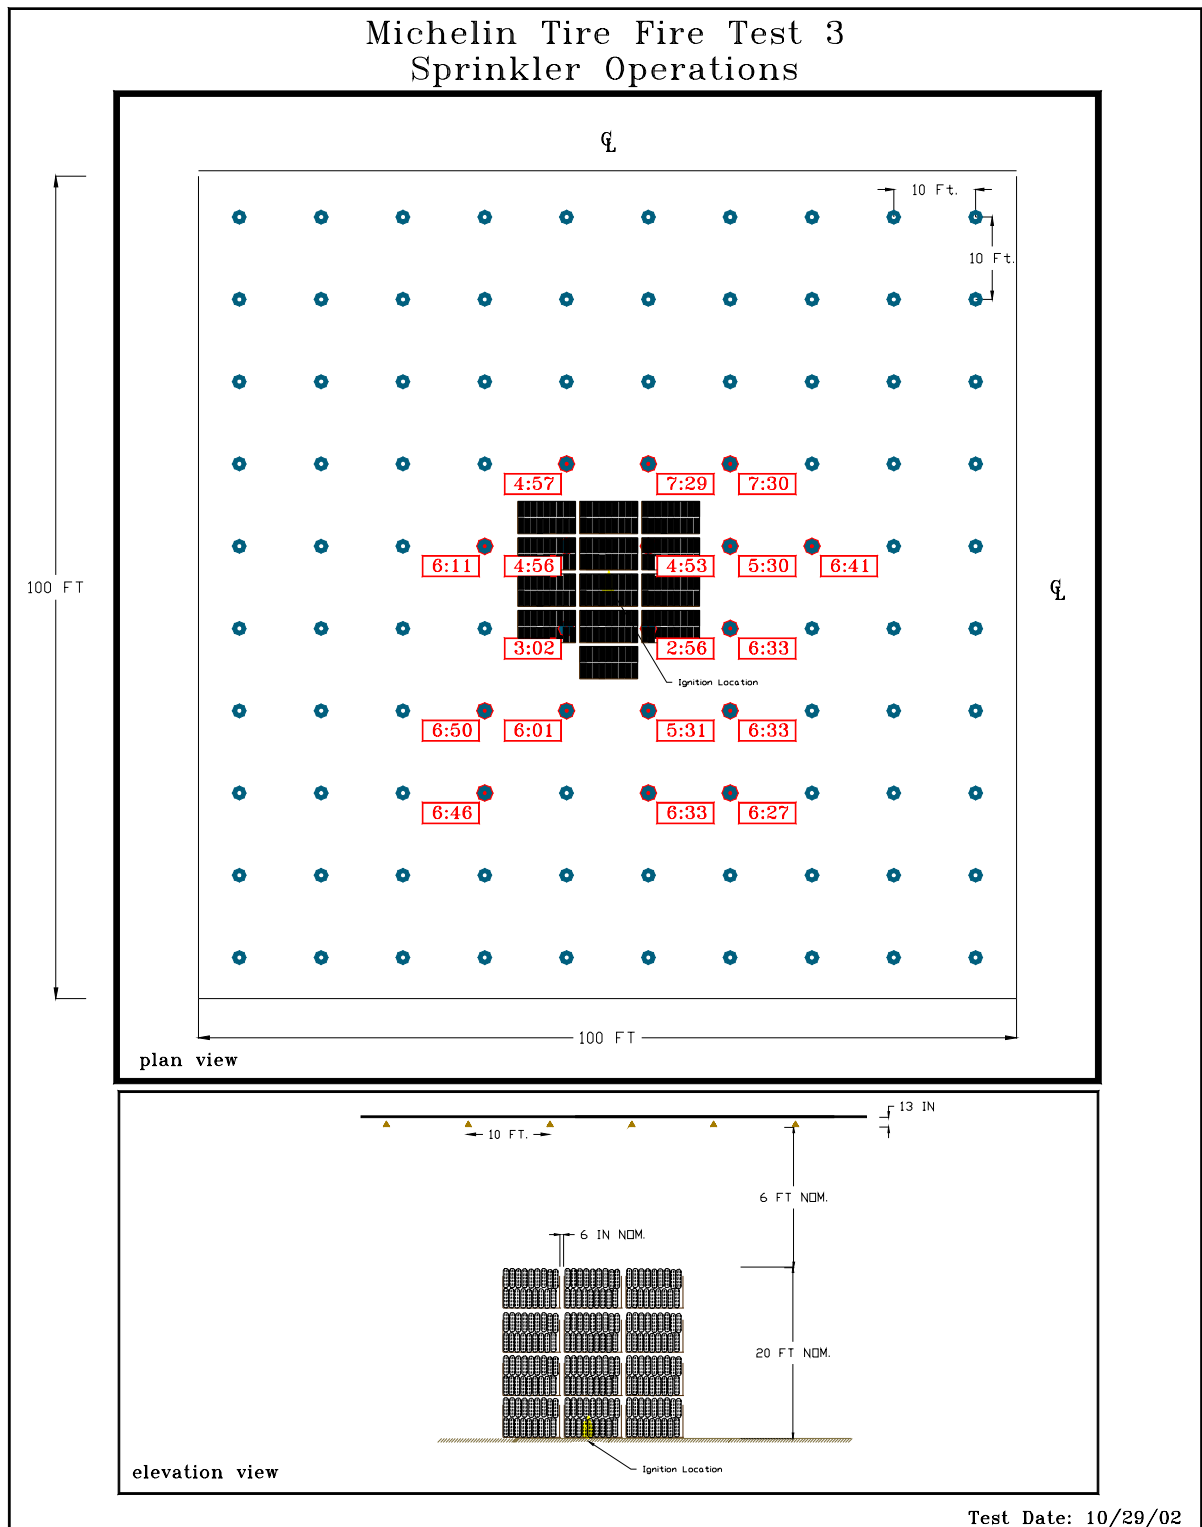 Michelin Tire Fire Test 3
Sprinkler Operations
℄
10 Ft.
10 Ft.
4:57
7:29
7:30
6:11
4:56
4:53
5:30
6:41
100 FT
℄
3:02
2:56
6:33
Ignition Location
6:50
6:01
5:31
6:33
6:46
6:33
6:27
100 FT
plan view
13 IN
10 FT.
6 FT NOM.
6 IN NOM.
20 FT NOM.
Ignition Location
elevation view
Test Date: 10/29/02